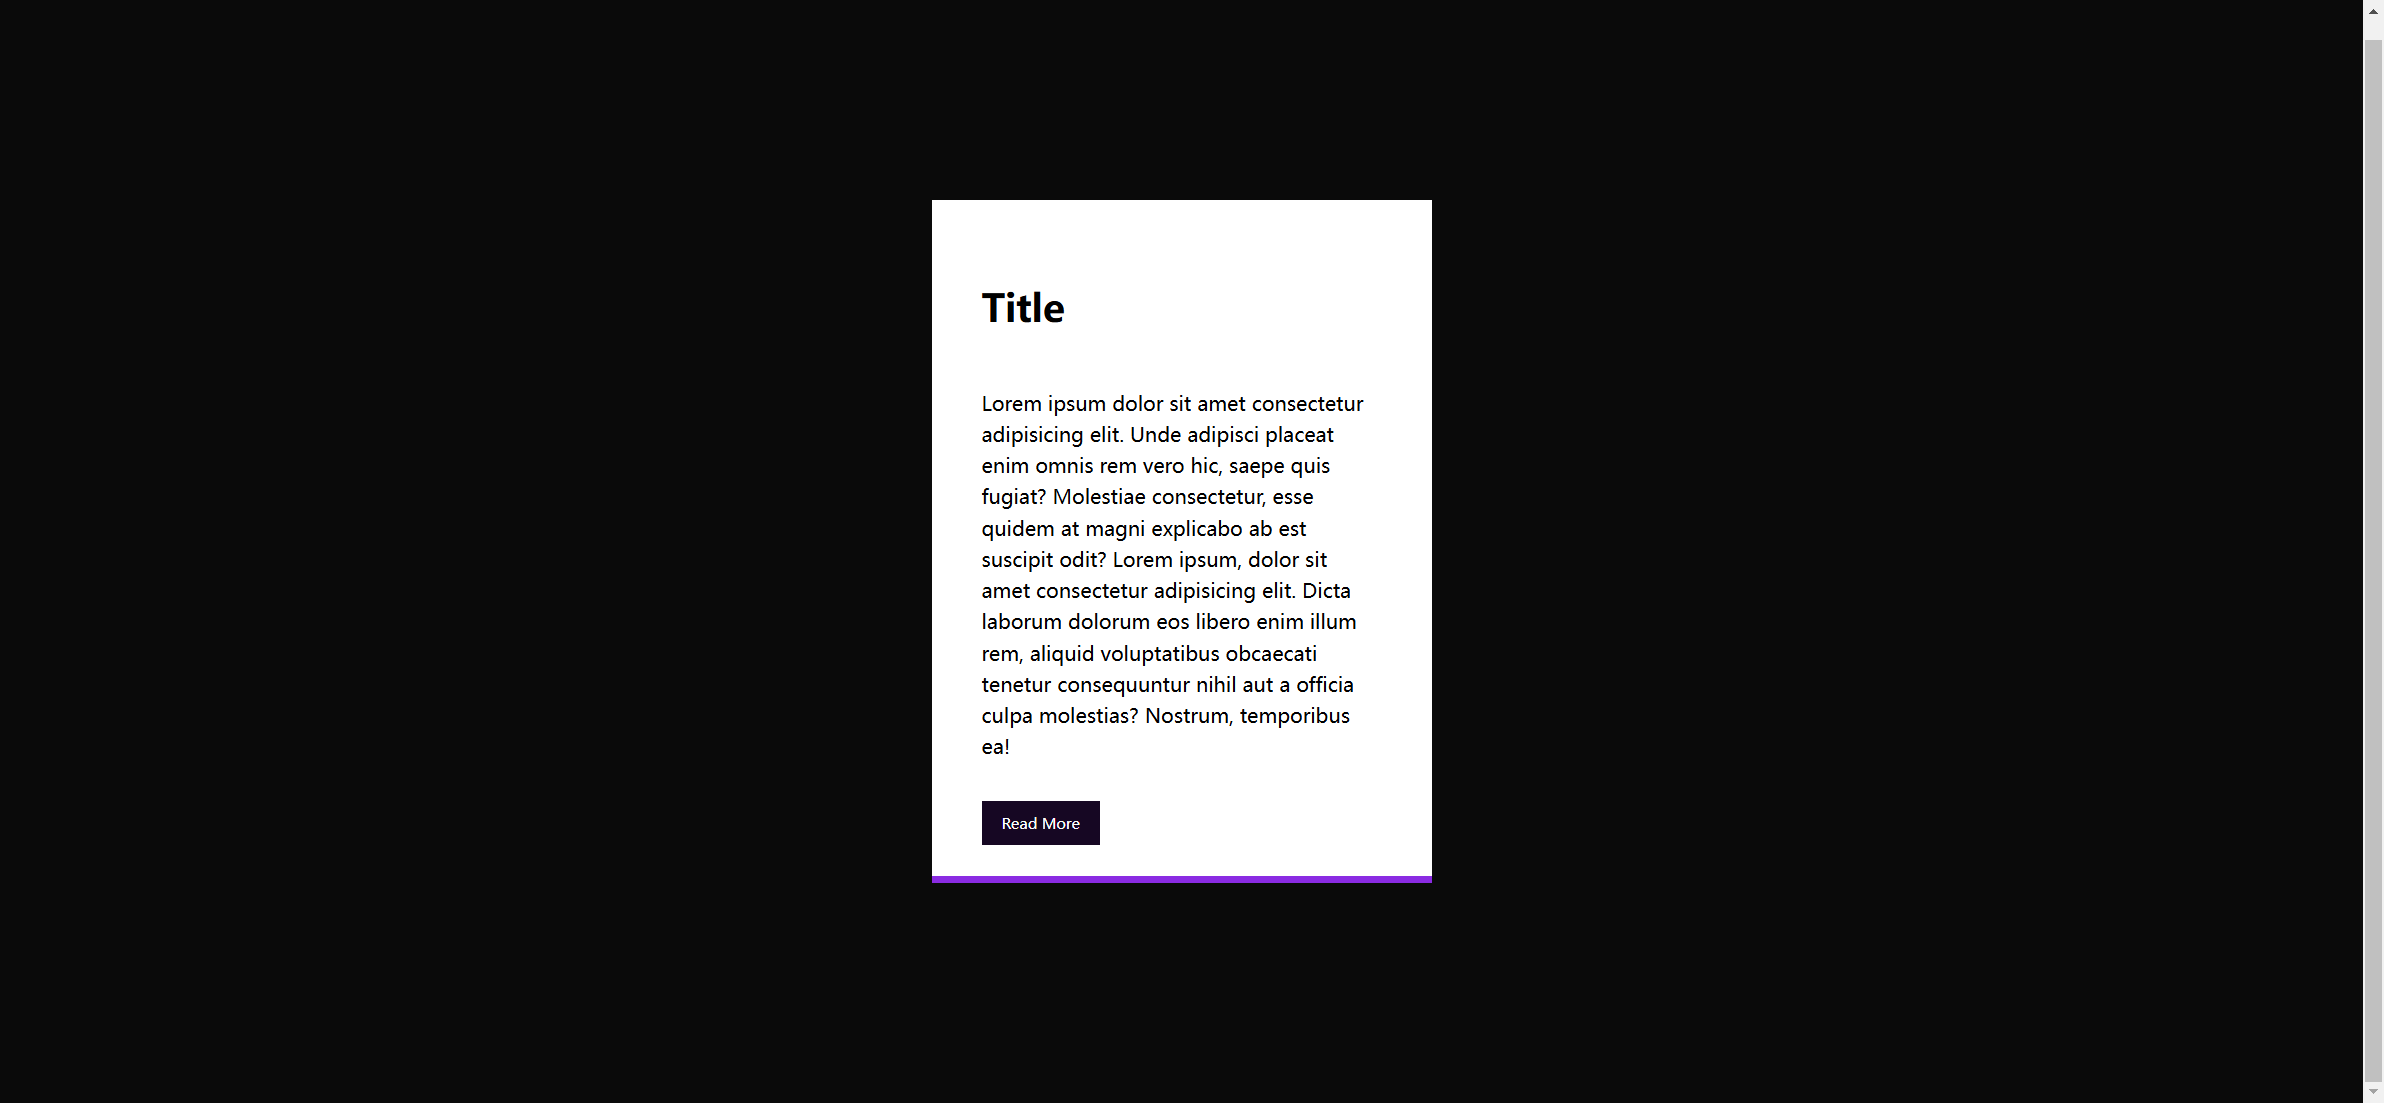 Title
Lorem ipsum dolor sit amet consectetur
adipisicing elit. Unde adipisci placeat
enim omnis rem vero hic, saepe quis
fugiat? Molestiae consectetur, esse
quidem at magni explicabo ab est
suscipit odit? Lorem ipsum, dolor sit
amet consectetur adipisicing elit. Dicta
laborum dolorum eos libero enim illum
rem, aliquid voluptatibus obcaecati
tenetur consequuntur nihil aut a officia
culpa molestias? Nostrum, temporibus
ea!
Read More